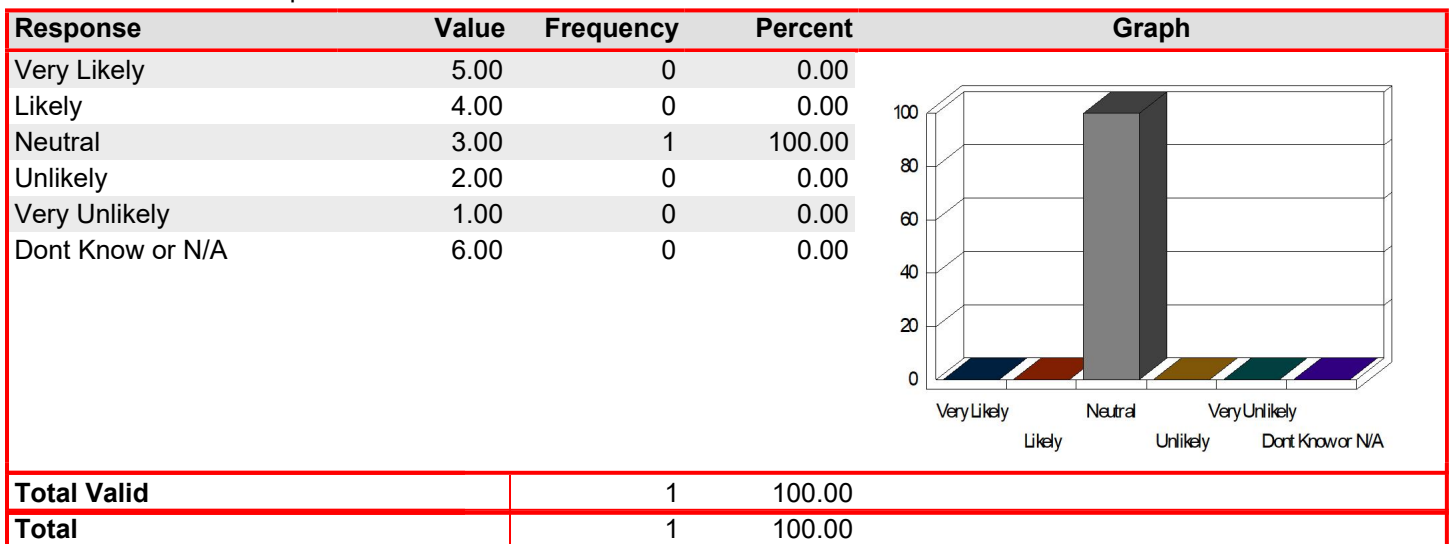 Response Value Frequency Percent Graph
Very Likely 5.00 0 0.00
Likely 4.00 0 0.00
Neutral 3.00 1 100.00
Unlikely 2.00 0 0.00
Very Unlikely 1.00 0 0.00
Dont Know or N/A 6.00 0 0.00
100
80
60
40
20
0
Very Likely Neutral Very Unlikely
Likely Unlikely Dont Know or N/A
Total Valid 1 100.00
Total 1 100.00